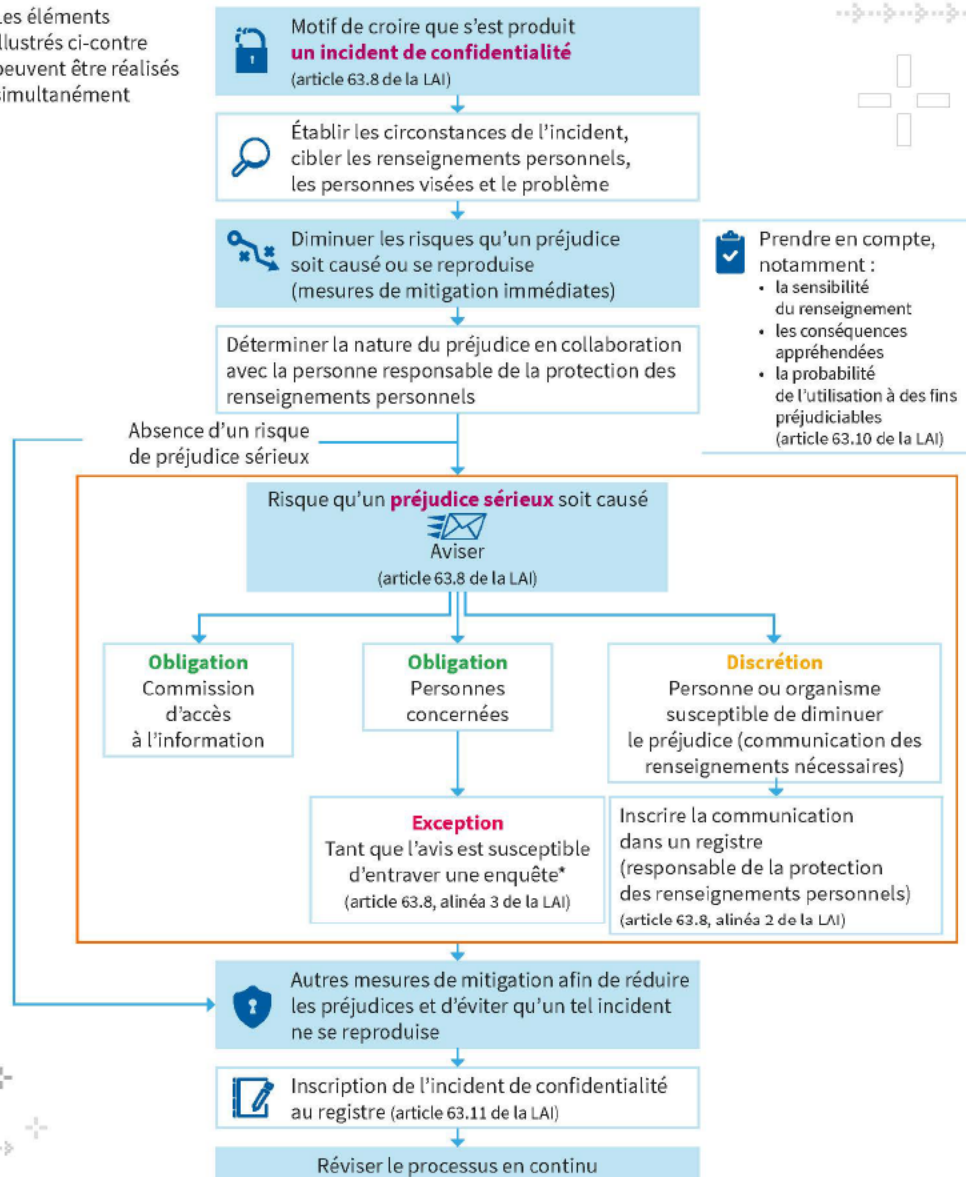 Les éléments
illustrés ci-contre
peuvent être réalisés
simultanément
Motif de croire que s'est produit
un incident de confidentialité
(article 63.8 de la LAI)
Établir les circonstances de l'incident,
cibler les renseignements personnels,
les personnes visées et le problème
Diminuer les risques qu'un préjudice
soit causé ou se reproduise
(mesures de mitigation immédiates)
Prendre en compte,
notamment :
• la sensibilité
du renseignement
• les conséquences
appréhendées
• la probabilité
de l'utilisation à des fins
préjudiciables
(article 63.10 de la LAI)
Déterminer la nature du préjudice en collaboration
avec la personne responsable de la protection des
renseignements personnels
Absence d'un risque
de préjudice sérieux
Risque qu'un préjudice sérieux soit causé
Aviser
(article 63.8 de la LAI)
Obligation
Commission
d'accès
à l'information
Obligation
Personnes
concernées
Discrétion
Personne ou organisme
susceptible de diminuer
le préjudice (communication des
renseignements nécessaires)
Exception
Tant que l'avis est susceptible
d'entraver une enquête*
(article 63.8, alinéa 3 de la LAI)
Inscrire la communication
dans un registre
(responsable de la protection
des renseignements personnels)
(article 63.8, alinéa 2 de la LAI)
Autres mesures de mitigation afin de réduire
les préjudices et d'éviter qu'un tel incident
ne se reproduise
Inscription de l'incident de confidentialité
au registre (article 63.11 de la LAI)
Réviser le processus en continu